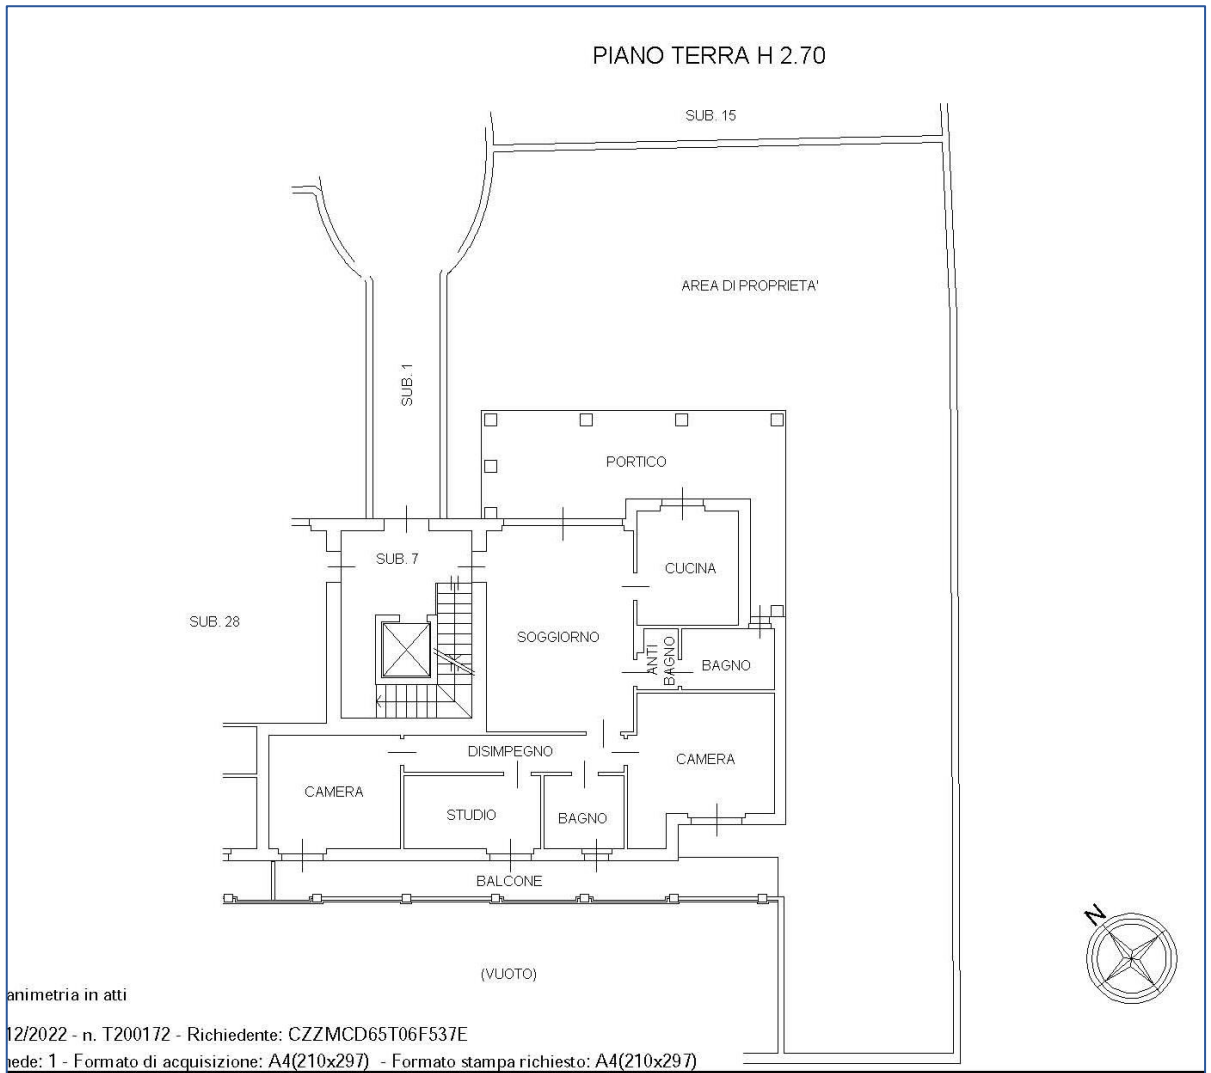 PIANO TERRA H 2.70
SUB. 15
AREA DI PROPRIETA'
SUB. 1
PORTICO
SUB. 7
CUCINA
SUB. 28
SOGGIORNO
ANTI
BAGNO
BAGNO
DISIMPEGNO
CAMERA
CAMERA
STUDIO
BAGNO
BALCONE
N
(VUOTO)
animetria in atti
12/2022 - n. T200172 - Richiedente: CZZMCD65T06F537E
hede: 1 - Formato di acquisizione: A4(210x297) - Formato stampa richiesto: A4(210x297)